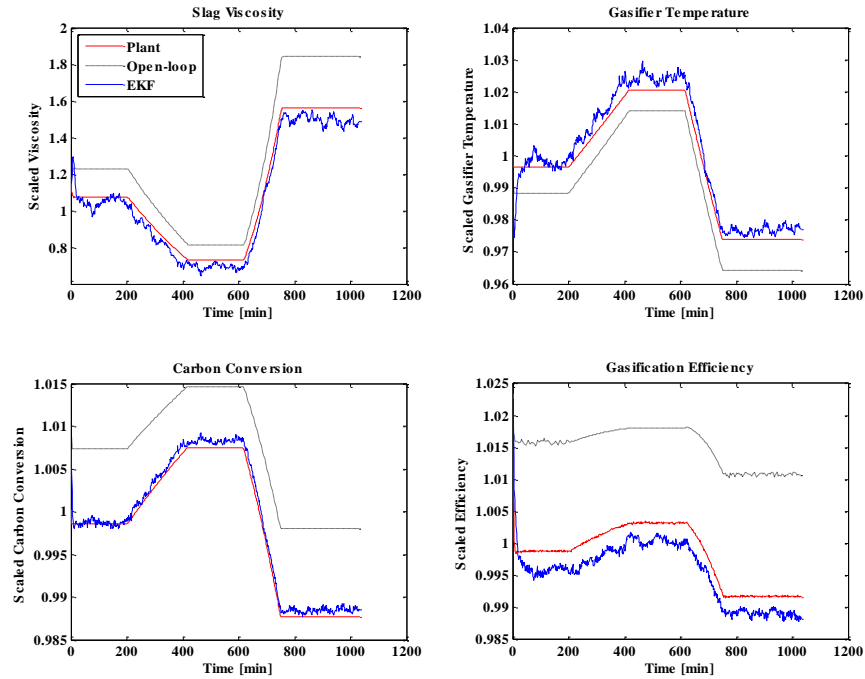 Slag Viscosity
2
1.8
1.6
1.4
1.2
1
0.8
0 200 400 600 800 1000 1200
Scaled Viscosity
Time [min]
Plant
Open-loop
EKF
Gasifier Temperature
1.04
1.03
1.02
1.01
1
0.99
0.98
0.97
0.96
0 200 400 600 800 1000 1200
Scaled Gasifier Temperature
Time [min]
Carbon Conversion
1.015
1.01
1.005
1
0.995
0.99
0.985
0 200 400 600 800 1000 1200
Scaled Carbon Conversion
Time [min]
Gasification Efficiency
1.025
1.02
1.015
1.01
1.005
1
0.995
0.99
0.985
0 200 400 600 800 1000 1200
Scaled Efficiency
Time [min]